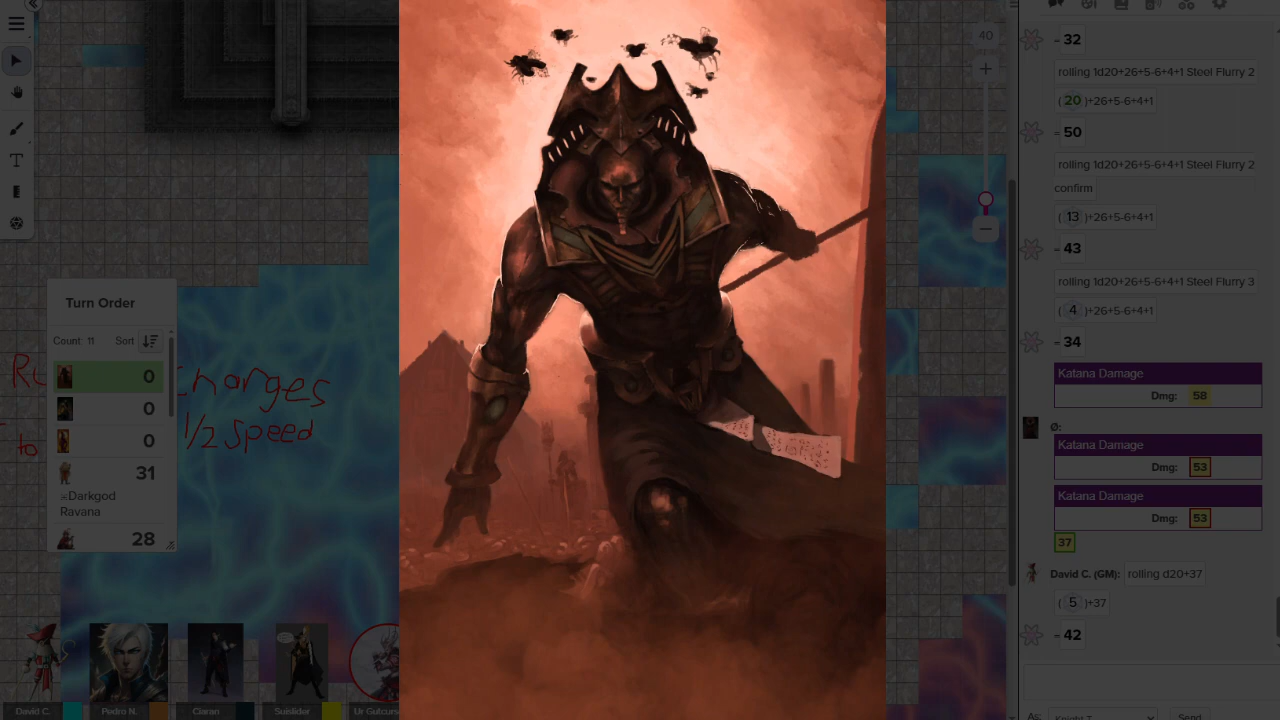 40
Turn Order
Count 11 Sort
0
0
0
31
Darkgod
Ravana
28
Charges
to 1/2 Speed
David C.
Pedro N.
Ciaran
Suislider
= 32
rolling 1d20+26+5-6+4+1 Steel Flurry 2
(20)+26+5-6+4+1
= 50
rolling 1d20+26+5-6+4+1 Steel Flurry 2
confirm
(13)+26+5-6+4+1
= 43
rolling 1d20+26+5-6+4+1 Steel Flurry 3
(4)+26+5-6+4+1
= 34
Katana Damage
Dmg: 58
Ø:
Katana Damage
Dmg: 53
Katana Damage
Dmg: 53
37
David C. (GM): rolling d20+37
(5)+37
= 42
As:
Send